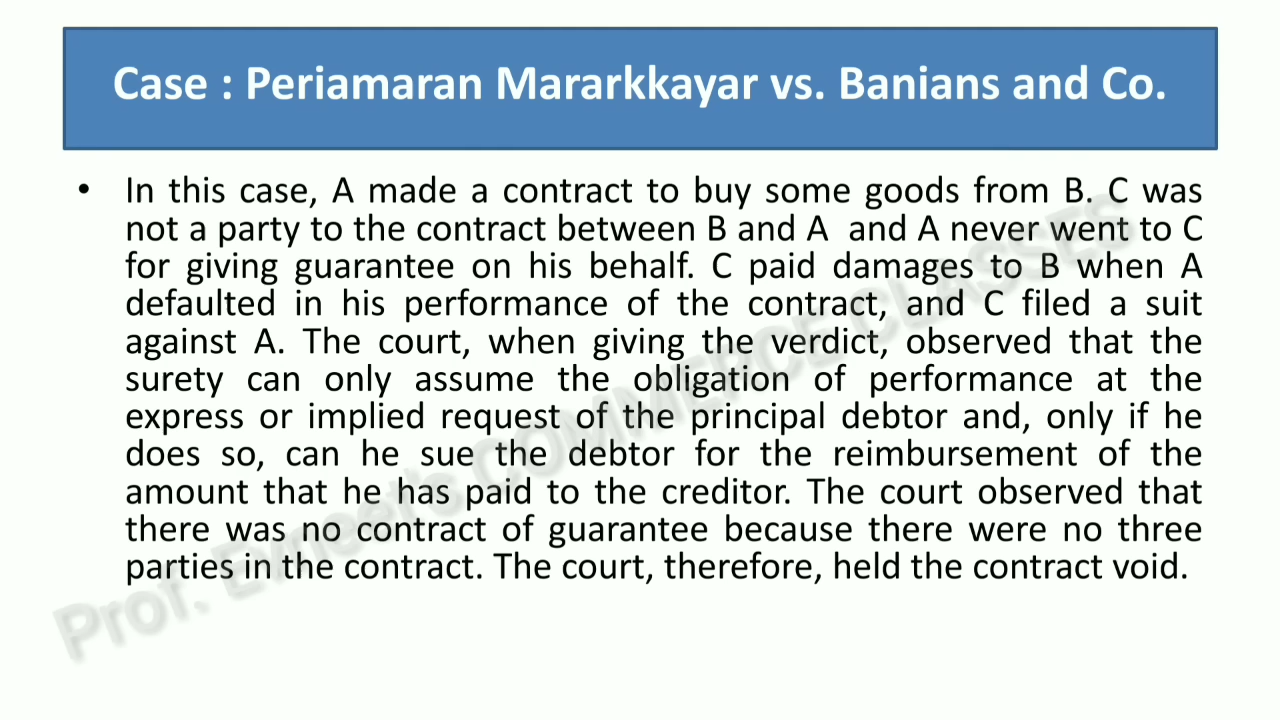 Case : Periamaran Mararkkayar vs. Banians and Co.
• In this case, A made a contract to buy some goods from B. C was
not a party to the contract between B and A and A never went to C
for giving guarantee on his behalf. C paid damages to B when A
defaulted in his performance of the contract, and C filed a suit
against A. The court, when giving the verdict, observed that the
surety can only assume the obligation of performance at the
express or implied request of the principal debtor and, only if he
does so, can he sue the debtor for the reimbursement of the
amount that he has paid to the creditor. The court observed that
there was no contract of guarantee because there were no three
parties in the contract. The court, therefore, held the contract void.
Prof. COMMERCE CLASSES